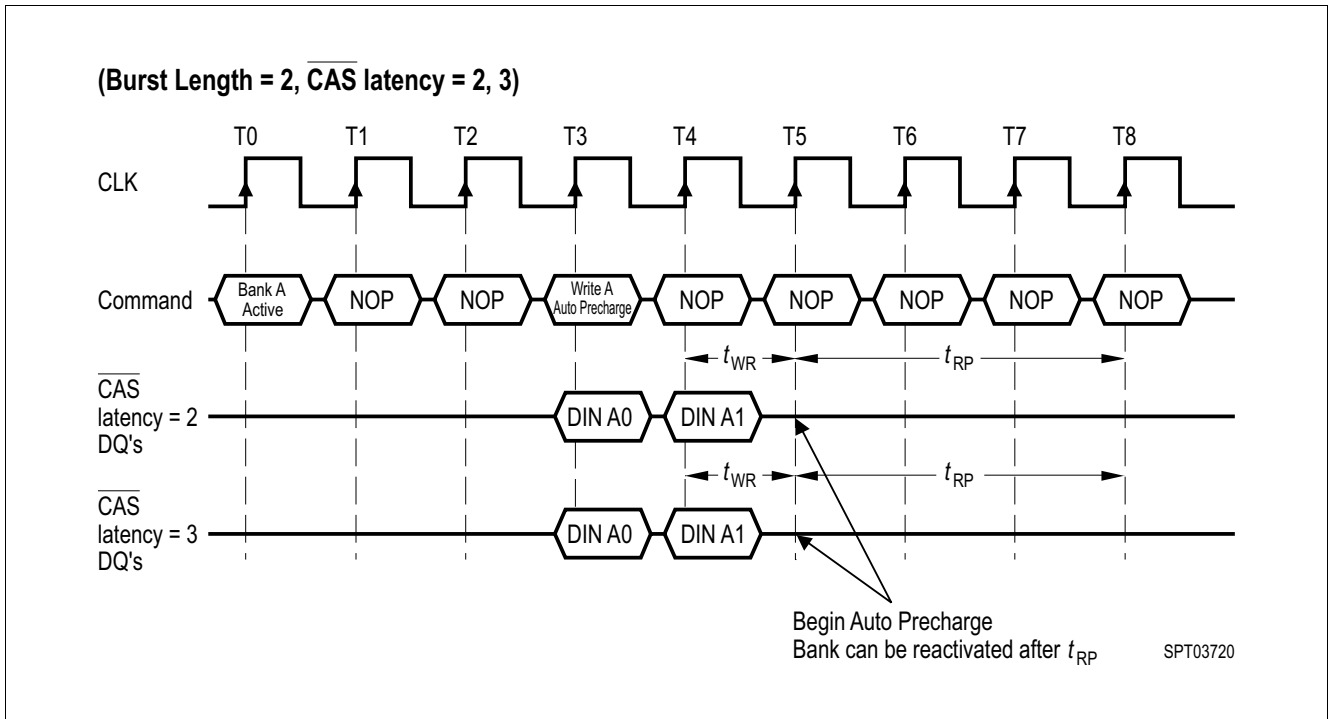 (Burst Length = 2, CAS latency = 2, 3)
T0 T1 T2 T3 T4 T5 T6 T7 T8
CLK
Command
Bank A
Active
NOP
NOP
Write A
Auto Precharge
NOP
NOP
NOP
NOP
NOP
tWR
tRP
CAS
latency = 2
DQ's
DIN A0
DIN A1
tWR
tRP
CAS
latency = 3
DQ's
DIN A0
DIN A1
Begin Auto Precharge
Bank can be reactivated after tRP
SPT03720